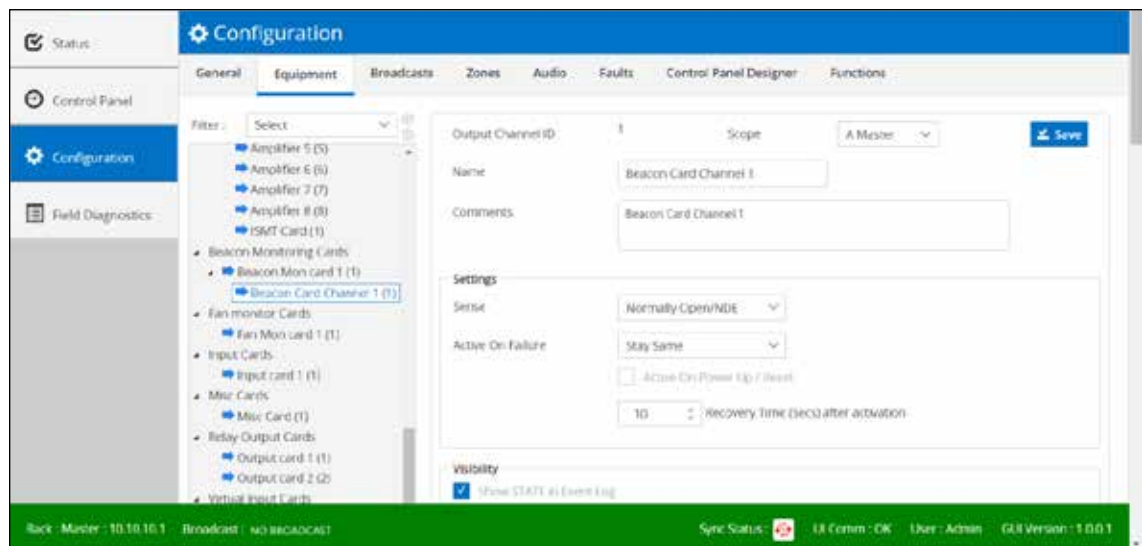 Status
Control Panel
Configuration
Field Diagnostics
Configuration
General Equipment Broadcasts Zones Audio Faults Control Panel Designer Functions
Filter : Select
Amplifier 5 (5)
Amplifier 6 (6)
Amplifier 7 (7)
Amplifier 8 (8)
ISMT Card (1)
Beacon Monitoring Cards
Beacon Mon card 1 (1)
Beacon Card Channel 1 (1)
Fan monitor Cards
Fan Mon card 1 (1)
Input Cards
Input card 1 (1)
Misc Cards
Misc Card (1)
Relay Output Cards
Output card 1 (1)
Output card 2 (2)
Virtual Input Cards
Output Channel ID 1 Scope A Master Save
Name Beacon Card Channel 1
Comments Beacon Card Channel 1
Settings
Sense Normally Open/NDE
Active On Failure Stay Same
Active On Power Up / Reset
10 Recovery Time (secs) after activation
Visibility
Show STATE in Event Log
Rack : Master : 10.10.10.1 Broadcast : NO BROADCAST Sync Status : UI Comm : OK User : Admin GUI Version : 1.0.0.1